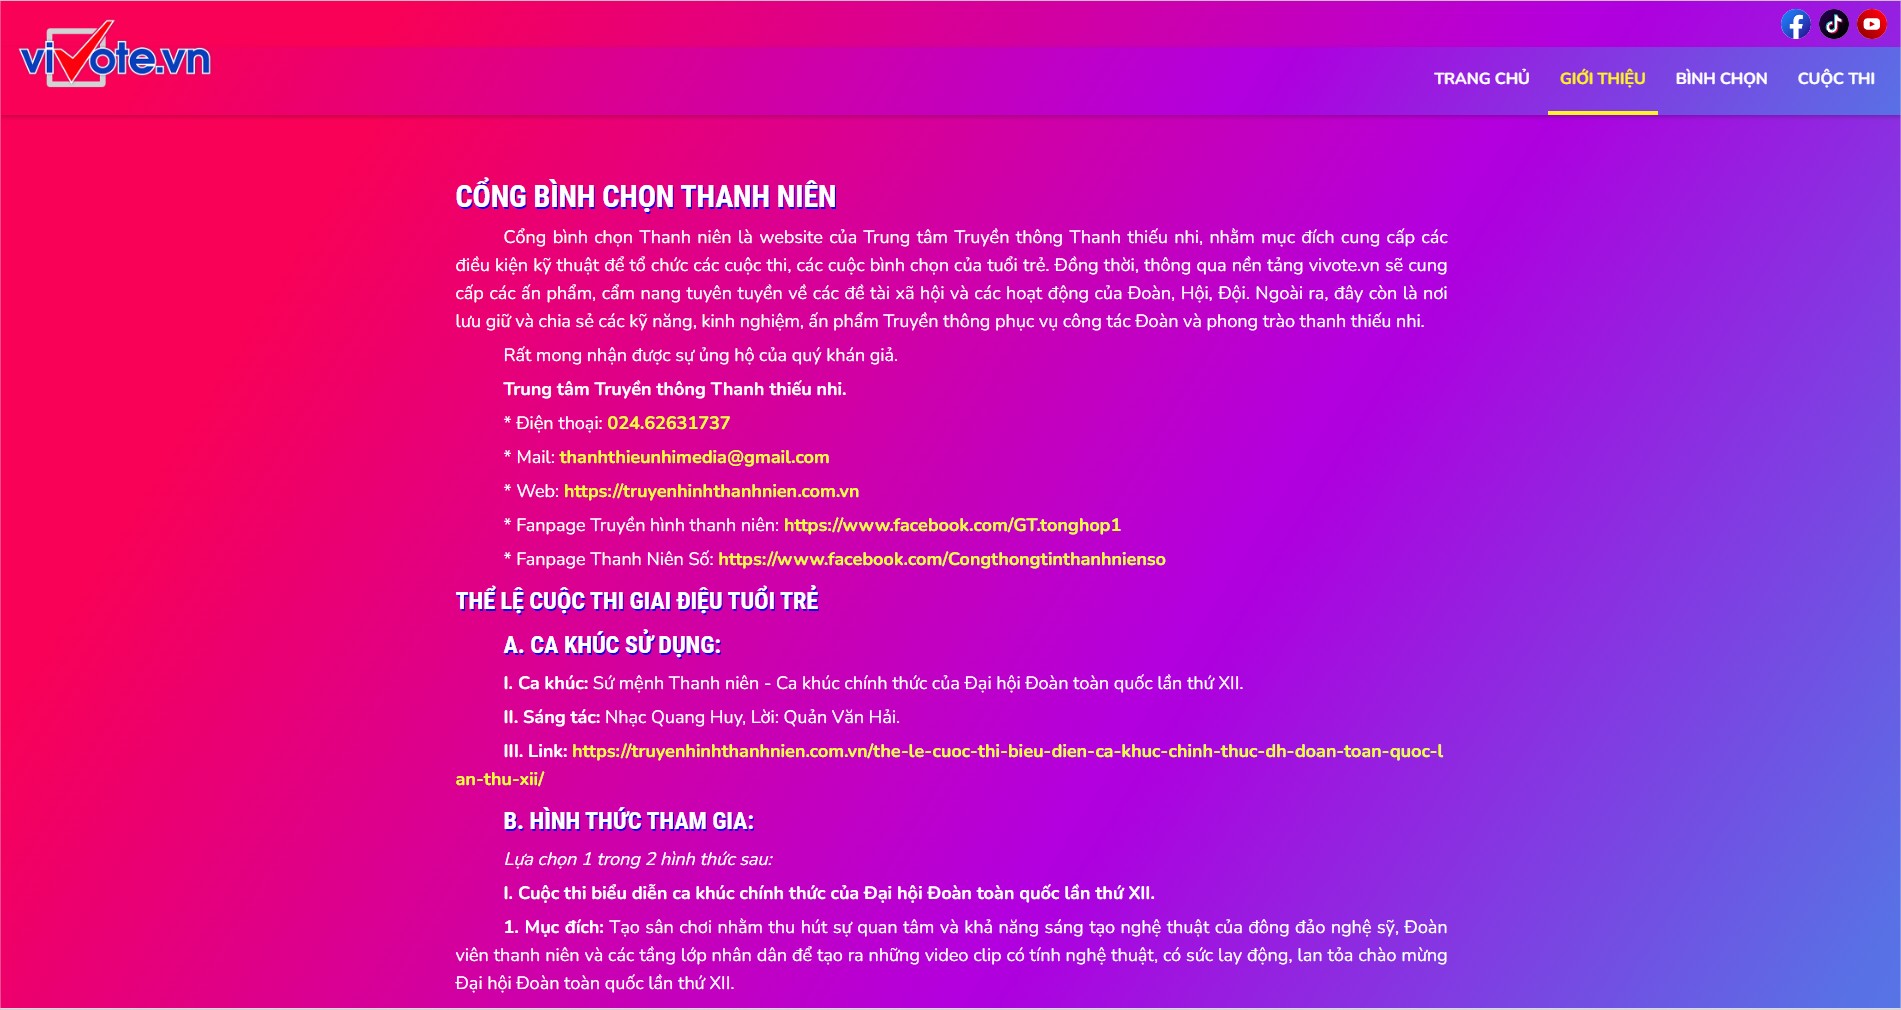 vivote.vn
TRANG CHỦ GIỚI THIỆU BÌNH CHỌN CUỘC THI
CỔNG BÌNH CHỌN THANH NIÊN
Cổng bình chọn Thanh niên là website của Trung tâm Truyền thông Thanh thiếu nhi, nhằm mục đích cung cấp các
điều kiện kỹ thuật để tổ chức các cuộc thi, các cuộc bình chọn của tuổi trẻ. Đồng thời, thông qua nền tảng vivote.vn sẽ cung
cấp các ấn phẩm, cẩm nang tuyên tuyền về các đề tài xã hội và các hoạt động của Đoàn, Hội, Đội. Ngoài ra, đây còn là nơi
lưu giữ và chia sẻ các kỹ năng, kinh nghiệm, ấn phẩm Truyền thông phục vụ công tác Đoàn và phong trào thanh thiếu nhi.
Rất mong nhận được sự ủng hộ của quý khán giả.
Trung tâm Truyền thông Thanh thiếu nhi.
* Điện thoại: 024.62631737
* Mail: thanhthieunhimedia@gmail.com
* Web: https://truyenhinhthanhnien.com.vn
* Fanpage Truyền hình thanh niên: https://www.facebook.com/GT.tonghop1
* Fanpage Thanh Niên Số: https://www.facebook.com/Congthongtinthanhnienso
THỂ LỆ CUỘC THI GIAI ĐIỆU TUỔI TRẺ
A. CA KHÚC SỬ DỤNG:
I. Ca khúc: Sứ mệnh Thanh niên - Ca khúc chính thức của Đại hội Đoàn toàn quốc lần thứ XII.
II. Sáng tác: Nhạc Quang Huy, Lời: Quản Văn Hải.
III. Link: https://truyenhinhthanhnien.com.vn/the-le-cuoc-thi-bieu-dien-ca-khuc-chinh-thuc-dh-doan-toan-quoc-l
an-thu-xii/
B. HÌNH THỨC THAM GIA:
Lựa chọn 1 trong 2 hình thức sau:
I. Cuộc thi biểu diễn ca khúc chính thức của Đại hội Đoàn toàn quốc lần thứ XII.
1. Mục đích: Tạo sân chơi nhằm thu hút sự quan tâm và khả năng sáng tạo nghệ thuật của đông đảo nghệ sỹ, Đoàn
viên thanh niên và các tầng lớp nhân dân để tạo ra những video clip có tính nghệ thuật, có sức lay động, lan tỏa chào mừng
Đại hội Đoàn toàn quốc lần thứ XII.